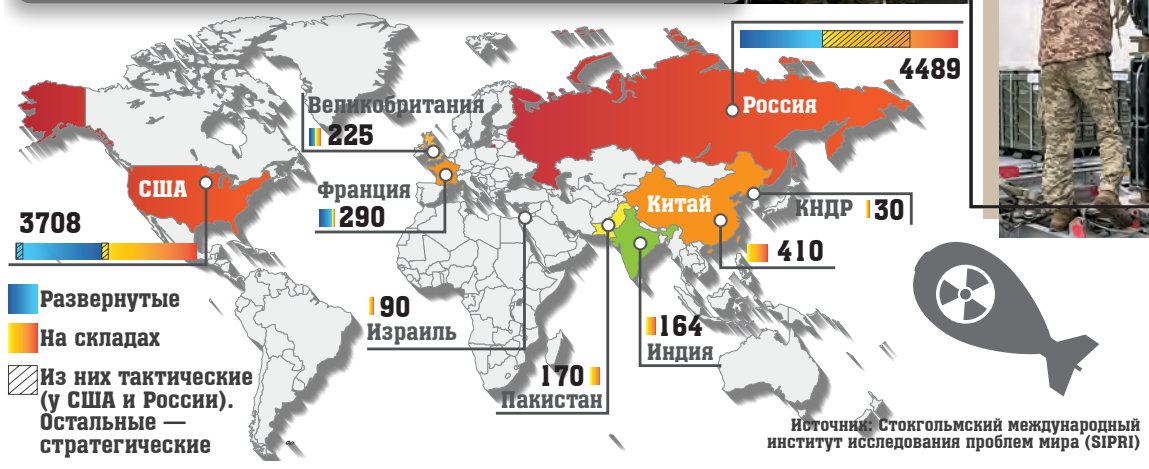 4489
Россия
Великобритания
225
США
Франция
290
Китай
КНДР 30
3708
410
Развернутые
На складах
Из них тактические
(у США и России).
Остальные —
стратегические
90
Израиль
164
Индия
170
Пакистан
Источник: Стокгольмский международный
институт исследования проблем мира (SIPRI)